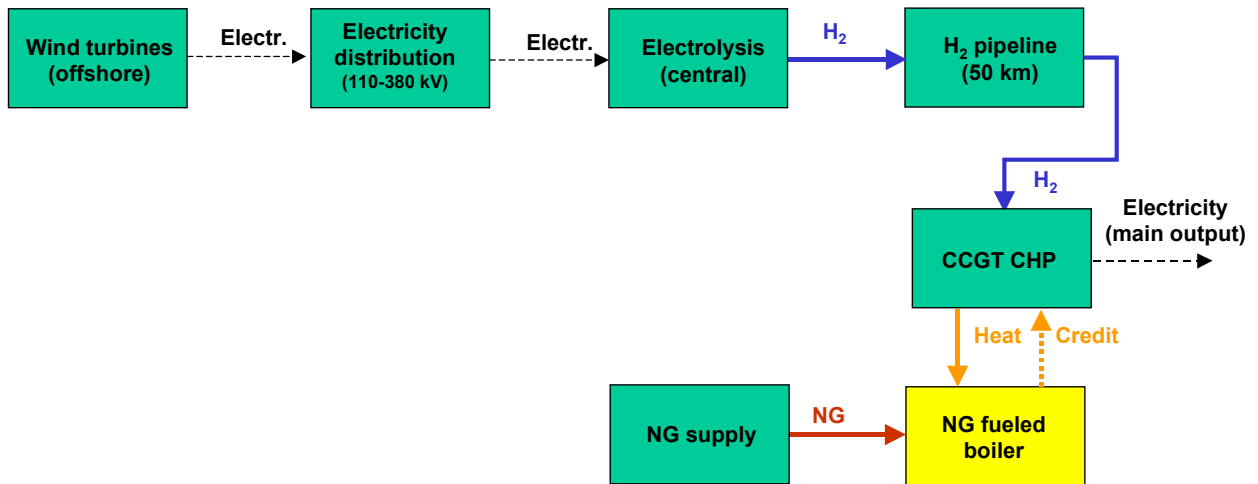 Wind turbines
(offshore)
Electr.
Electricity
distribution
(110-380 kV)
Electr.
Electrolysis
(central)
H₂
H₂ pipeline
(50 km)
H₂
Electricity
(main output)
CCGT CHP
Heat
Credit
NG supply
NG
NG fueled
boiler